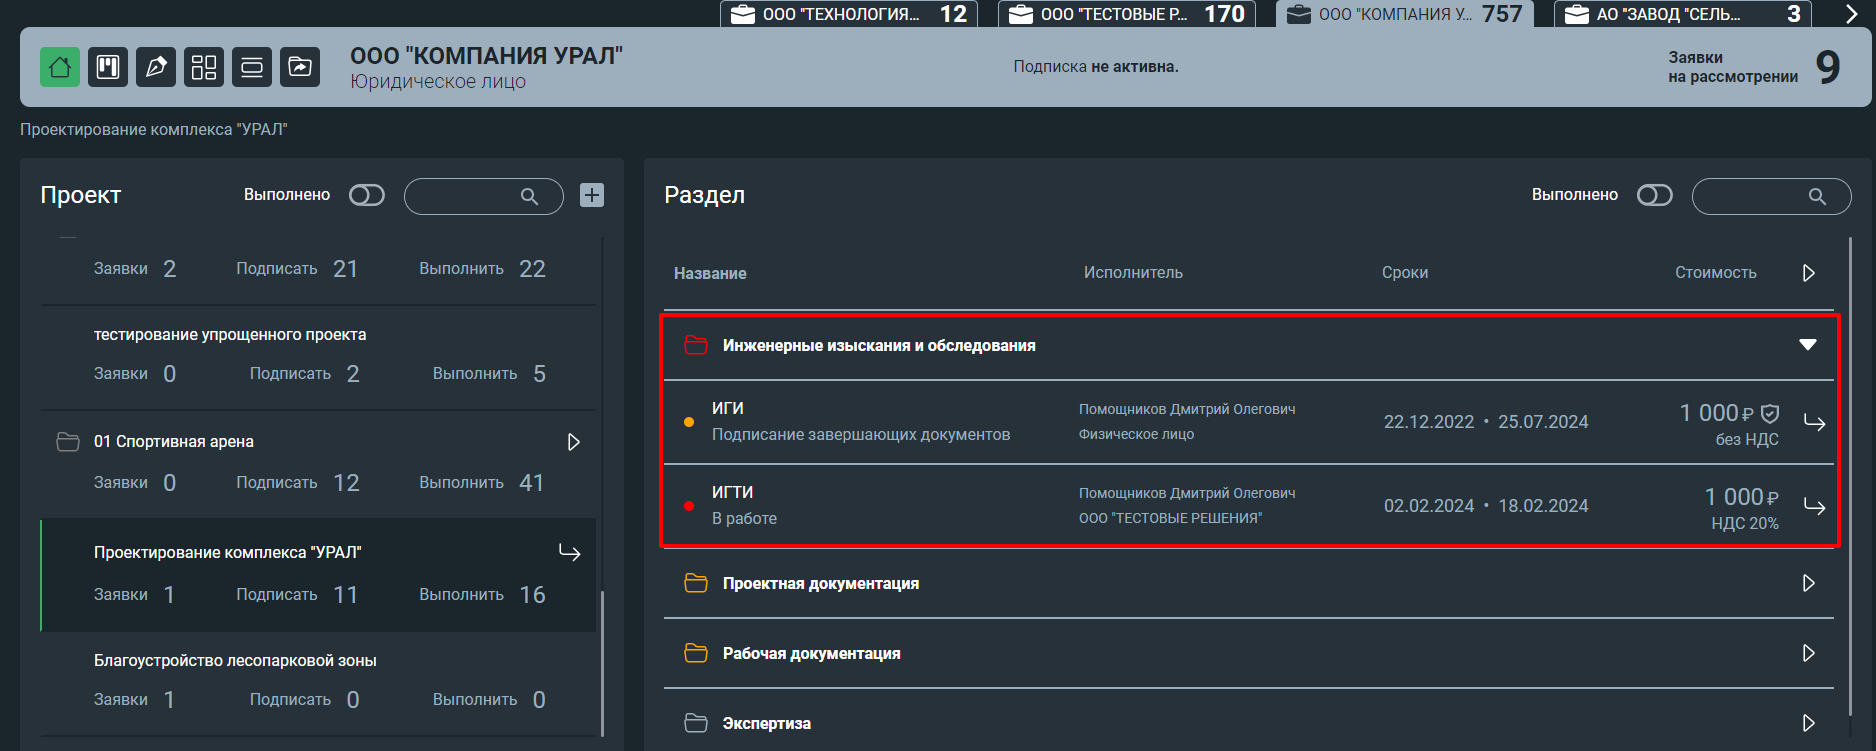 ООО "ТЕХНОЛОГИЯ... 12
ООО "ТЕСТОВЫЕ Р... 170
ООО "КОМПАНИЯ У... 757
АО "ЗАВОД "СЕЛЬ... 3
ООО "КОМПАНИЯ УРАЛ"
Юридическое лицо
Подписка не активна.
Заявки
на рассмотрении
9
Проектирование комплекса "УРАЛ"
Проект
Выполнено
Заявки 2 Подписать 21 Выполнить 22
тестирование упрощенного проекта
Заявки 0 Подписать 2 Выполнить 5
01 Спортивная арена
Заявки 0 Подписать 12 Выполнить 41
Проектирование комплекса "УРАЛ"
Заявки 1 Подписать 11 Выполнить 16
Благоустройство лесопарковой зоны
Заявки 1 Подписать 0 Выполнить 0
Раздел
Выполнено
Название Исполнитель Сроки Стоимость
Инженерные изыскания и обследования
ИГИ
Подписание завершающих документов
Помощников Дмитрий Олегович
Физическое лицо
22.12.2022 • 25.07.2024
1 000 ₽
без НДС
ИГТИ
В работе
Помощников Дмитрий Олегович
ООО "ТЕСТОВЫЕ РЕШЕНИЯ"
02.02.2024 • 18.02.2024
1 000 ₽
НДС 20%
Проектная документация
Рабочая документация
Экспертиза